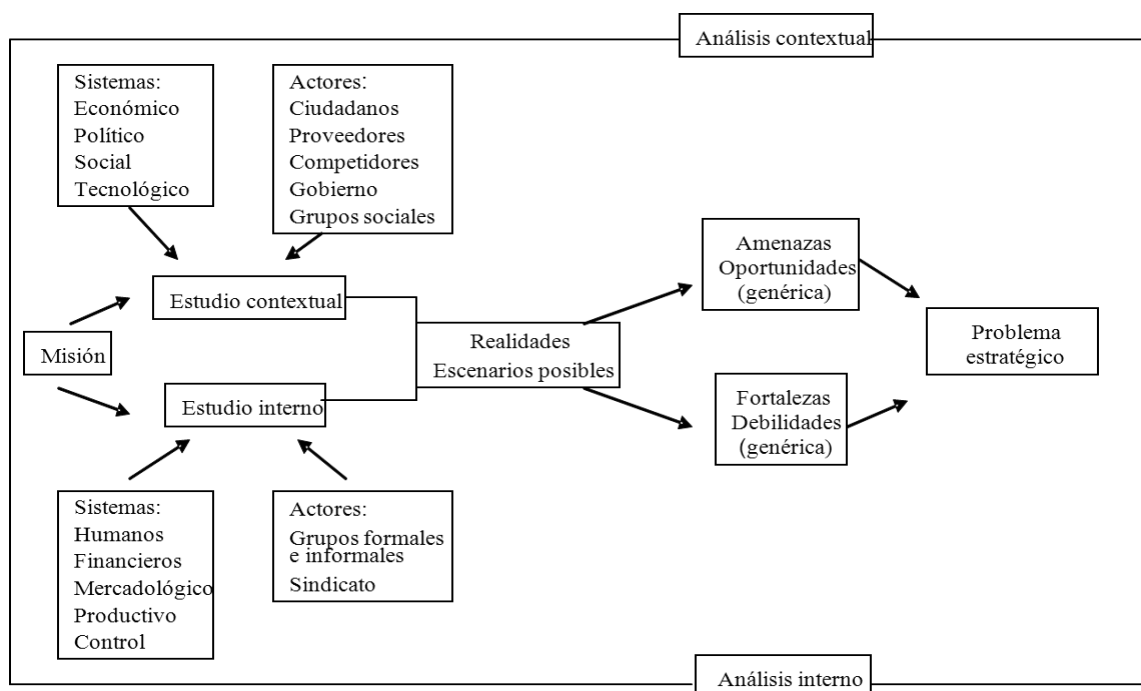 Análisis contextual
Sistemas:
Económico
Político
Social
Tecnológico
Actores:
Ciudadanos
Proveedores
Competidores
Gobierno
Grupos sociales
Estudio contextual
Misión
Estudio interno
Realidades
Escenarios posibles
Amenazas
Oportunidades
(genérica)
Fortalezas
Debilidades
(genérica)
Problema
estratégico
Sistemas:
Humanos
Financieros
Mercadológico
Productivo
Control
Actores:
Grupos formales
e informales
Sindicato
Análisis interno